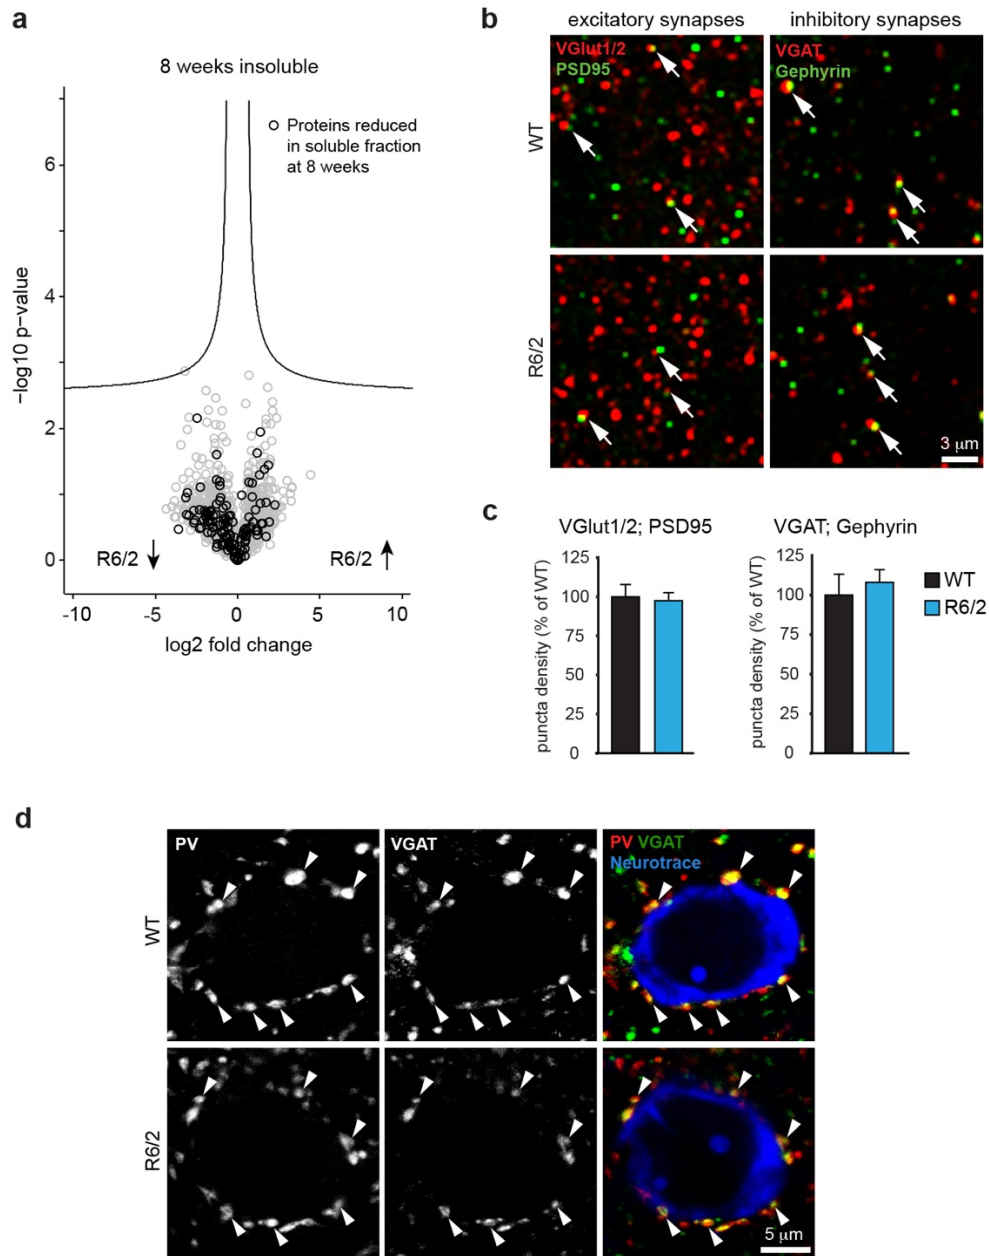 a
8 weeks insoluble
Proteins reduced
in soluble fraction
at 8 weeks
−log10 p-value
6
4
2
0
R6/2
R6/2
-10
-5
0
5
10
log2 fold change
b
excitatory synapses
inhibitory synapses
VGlut1/2
PSD95
VGAT
Gephyrin
WT
R6/2
3 μm
c
VGlut1/2; PSD95
puncta density (% of WT)
125
100
75
50
25
0
VGAT; Gephyrin
puncta density (% of WT)
125
100
75
50
25
0
WT
R6/2
d
PV
VGAT
PV VGAT
Neurotrace
WT
R6/2
5 μm